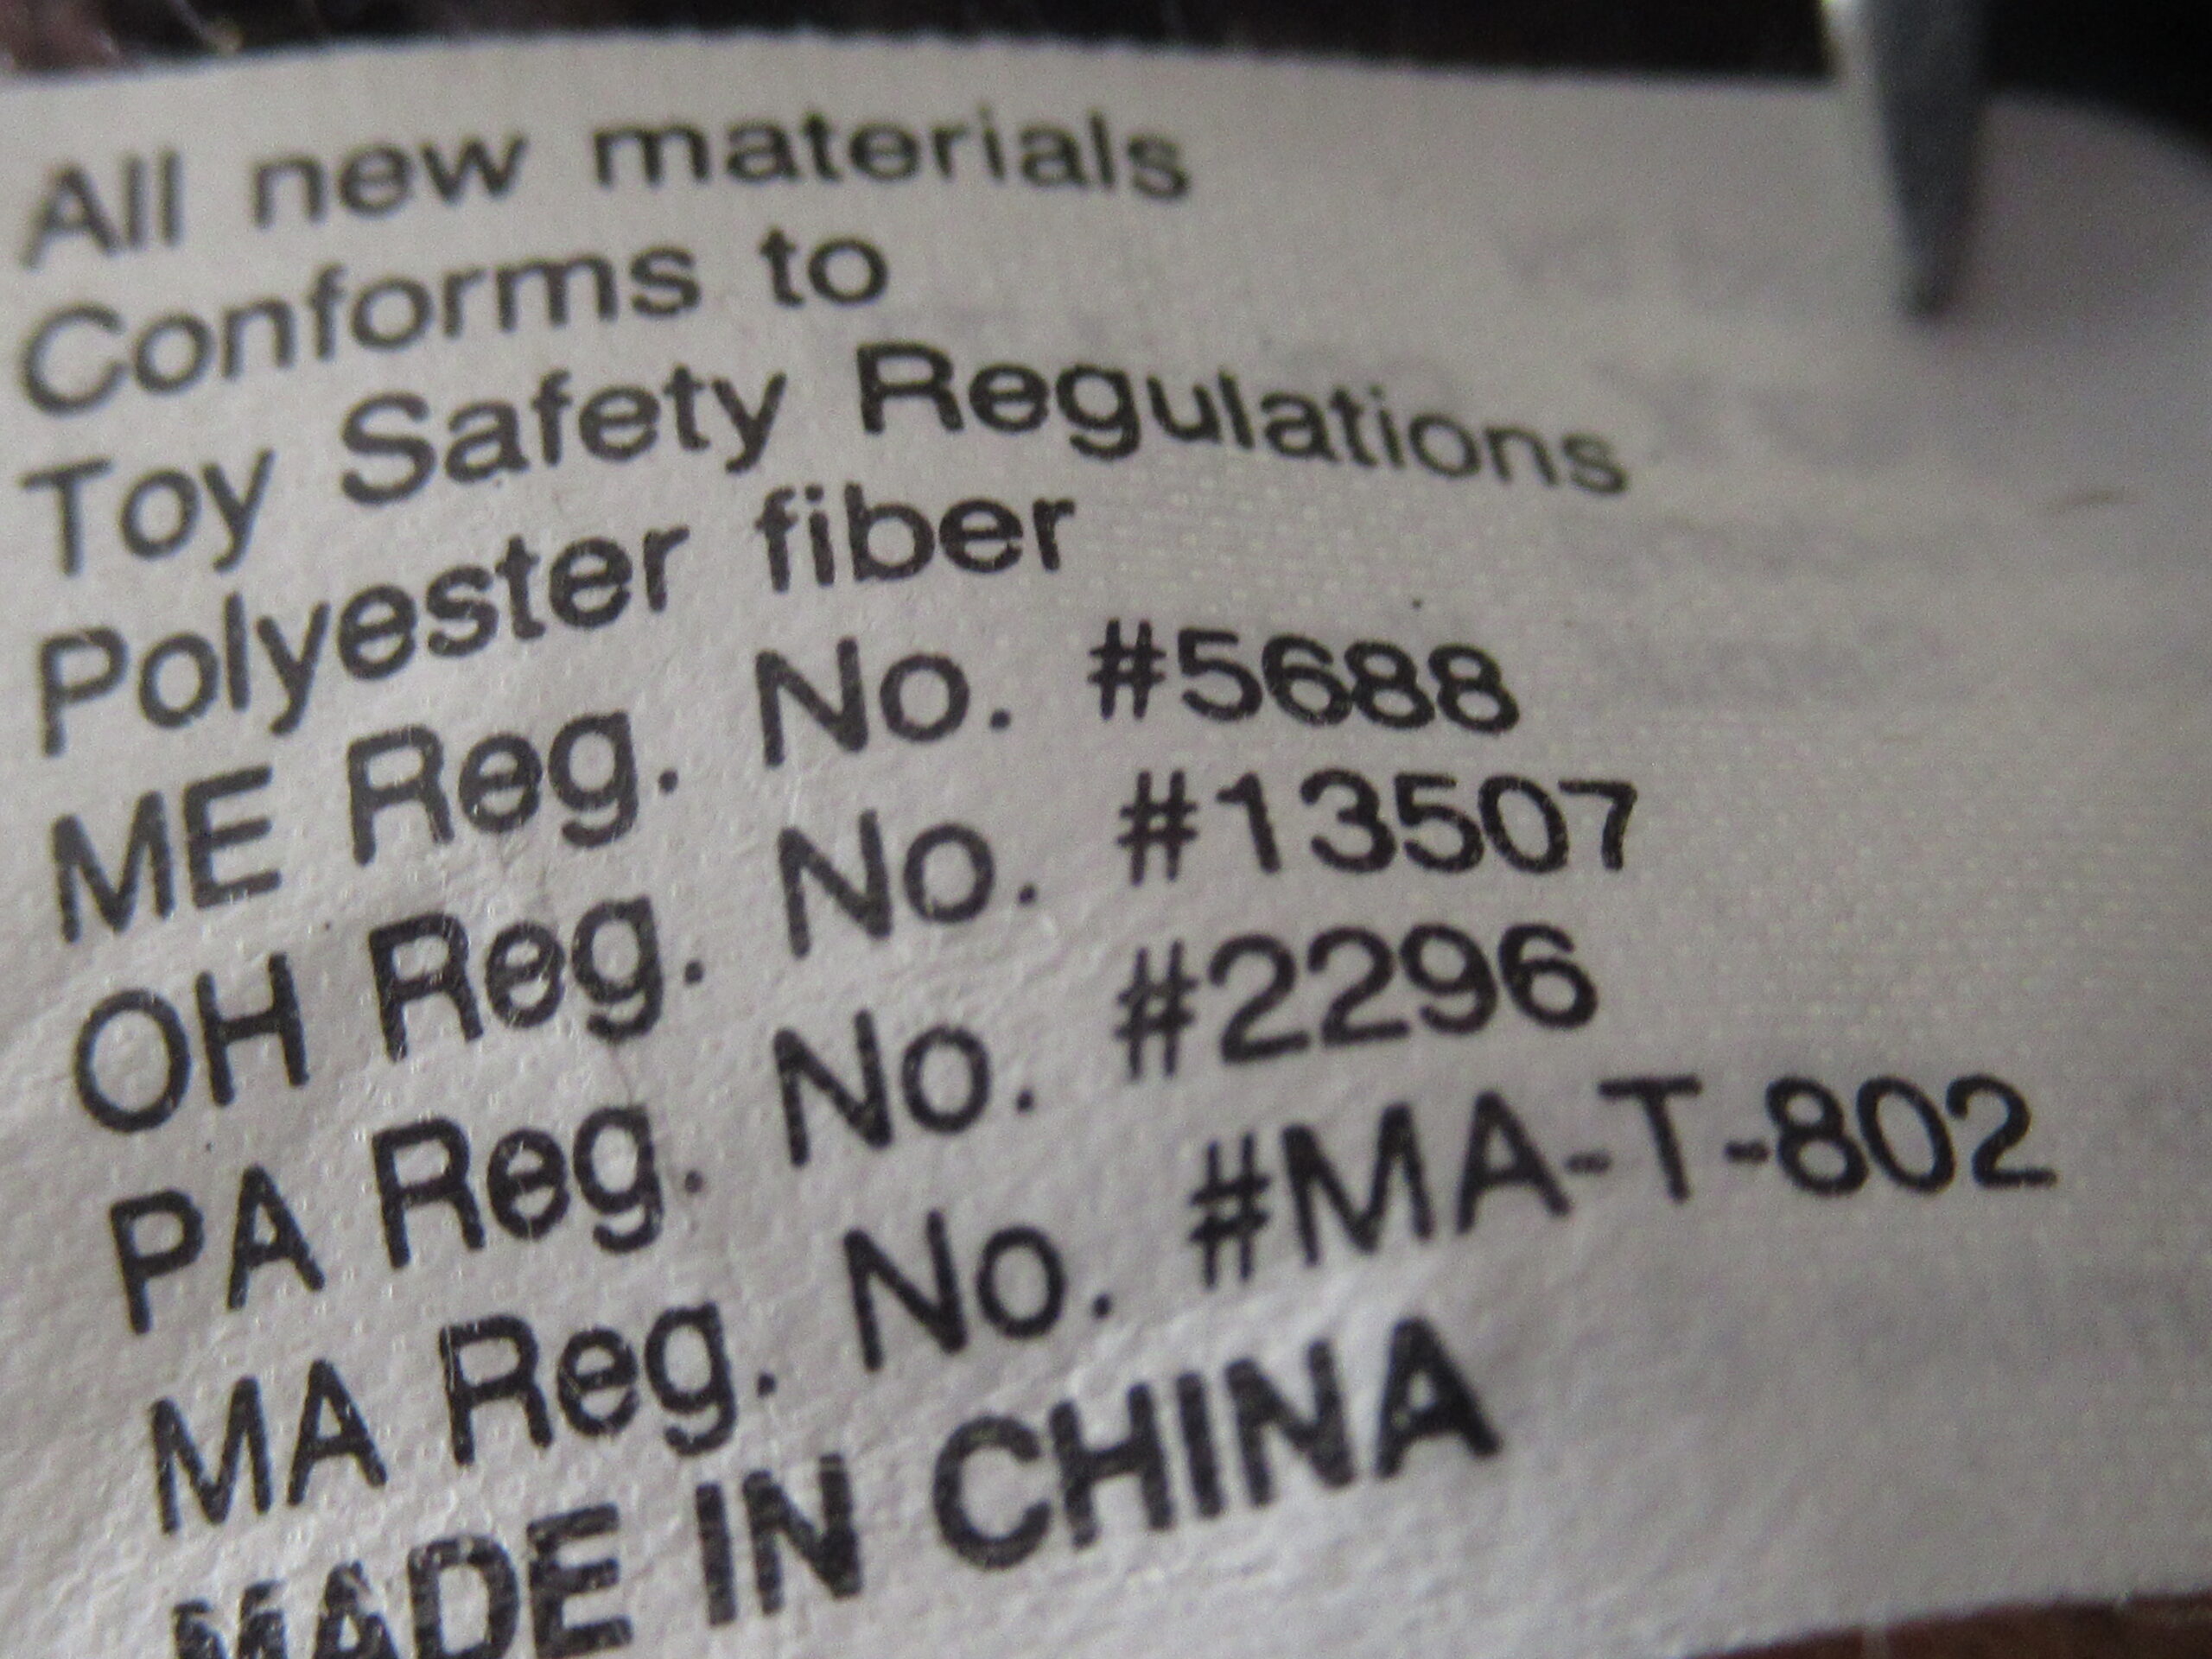 All new materials
Conforms to
Toy Safety Regulations
Polyester fiber
ME Reg. No. #5688
OH Reg. No. #13507
PA Reg. No. #2296
MA Reg. No. #MA-T-802
MADE IN CHINA